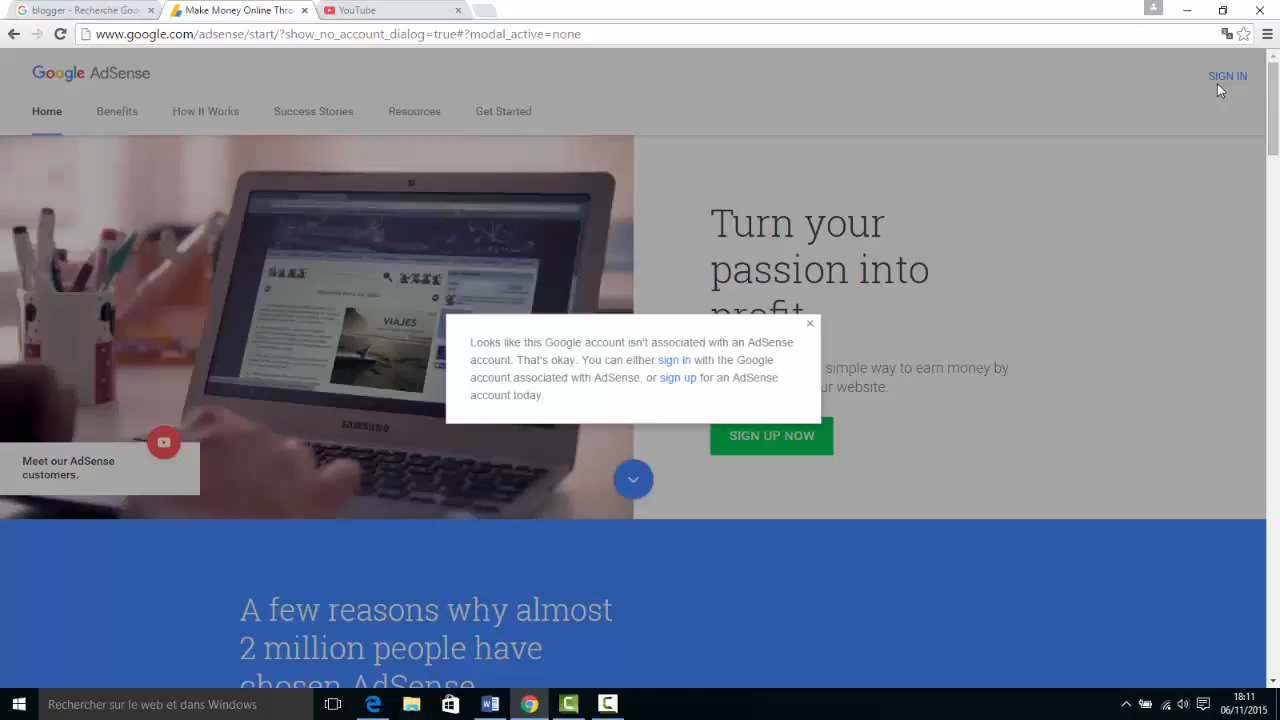 blogger - Recherche Goo
Make Money Online Thro
YouTube
www.google.com/adsense/start/?show_no_account_dialog=true#?modal_active=none
Google AdSense
SIGN IN
Home
Benefits
How It Works
Success Stories
Resources
Get Started
Turn your
passion into
profit
VIAJES
Looks like this Google account isn't associated with an AdSense
account. That's okay. You can either sign in with the Google
account associated with AdSense, or sign up for an AdSense
account today.
simple way to earn money by
ur website.
SAMSUNG
SIGN UP NOW
Meet our AdSense
customers.
A few reasons why almost
2 million people have
chosen AdSense
Rechercher sur le web et dans Windows
18:11
06/11/2015